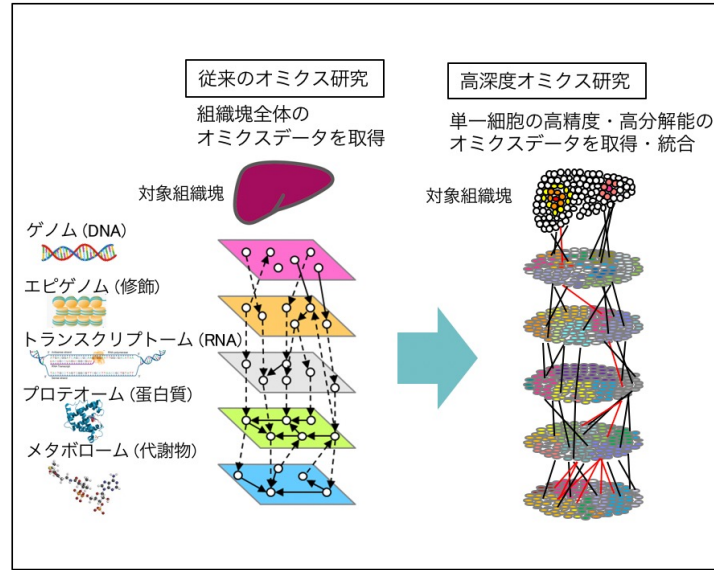 従来のオミクス研究
組織塊全体の
オミクスデータを取得
対象組織塊
高深度オミクス研究
単一細胞の高精度・高分解能の
オミクスデータを取得・統合
対象組織塊
ゲノム (DNA)
エピゲノム (修飾)
トランスクリプトーム (RNA)
プロテオーム (蛋白質)
メタボローム (代謝物)